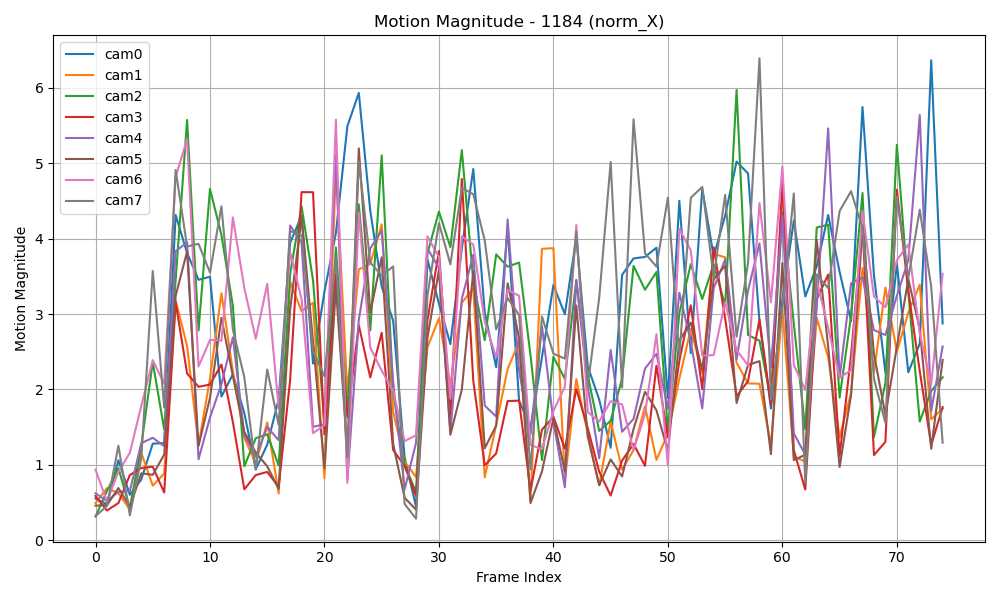 Motion Magnitude - 1184 (norm_X)
cam0
cam1
cam2
cam3
cam4
cam5
cam6
cam7
Motion Magnitude
6
5
4
3
2
1
0
0 10 20 30 40 50 60 70
Frame Index